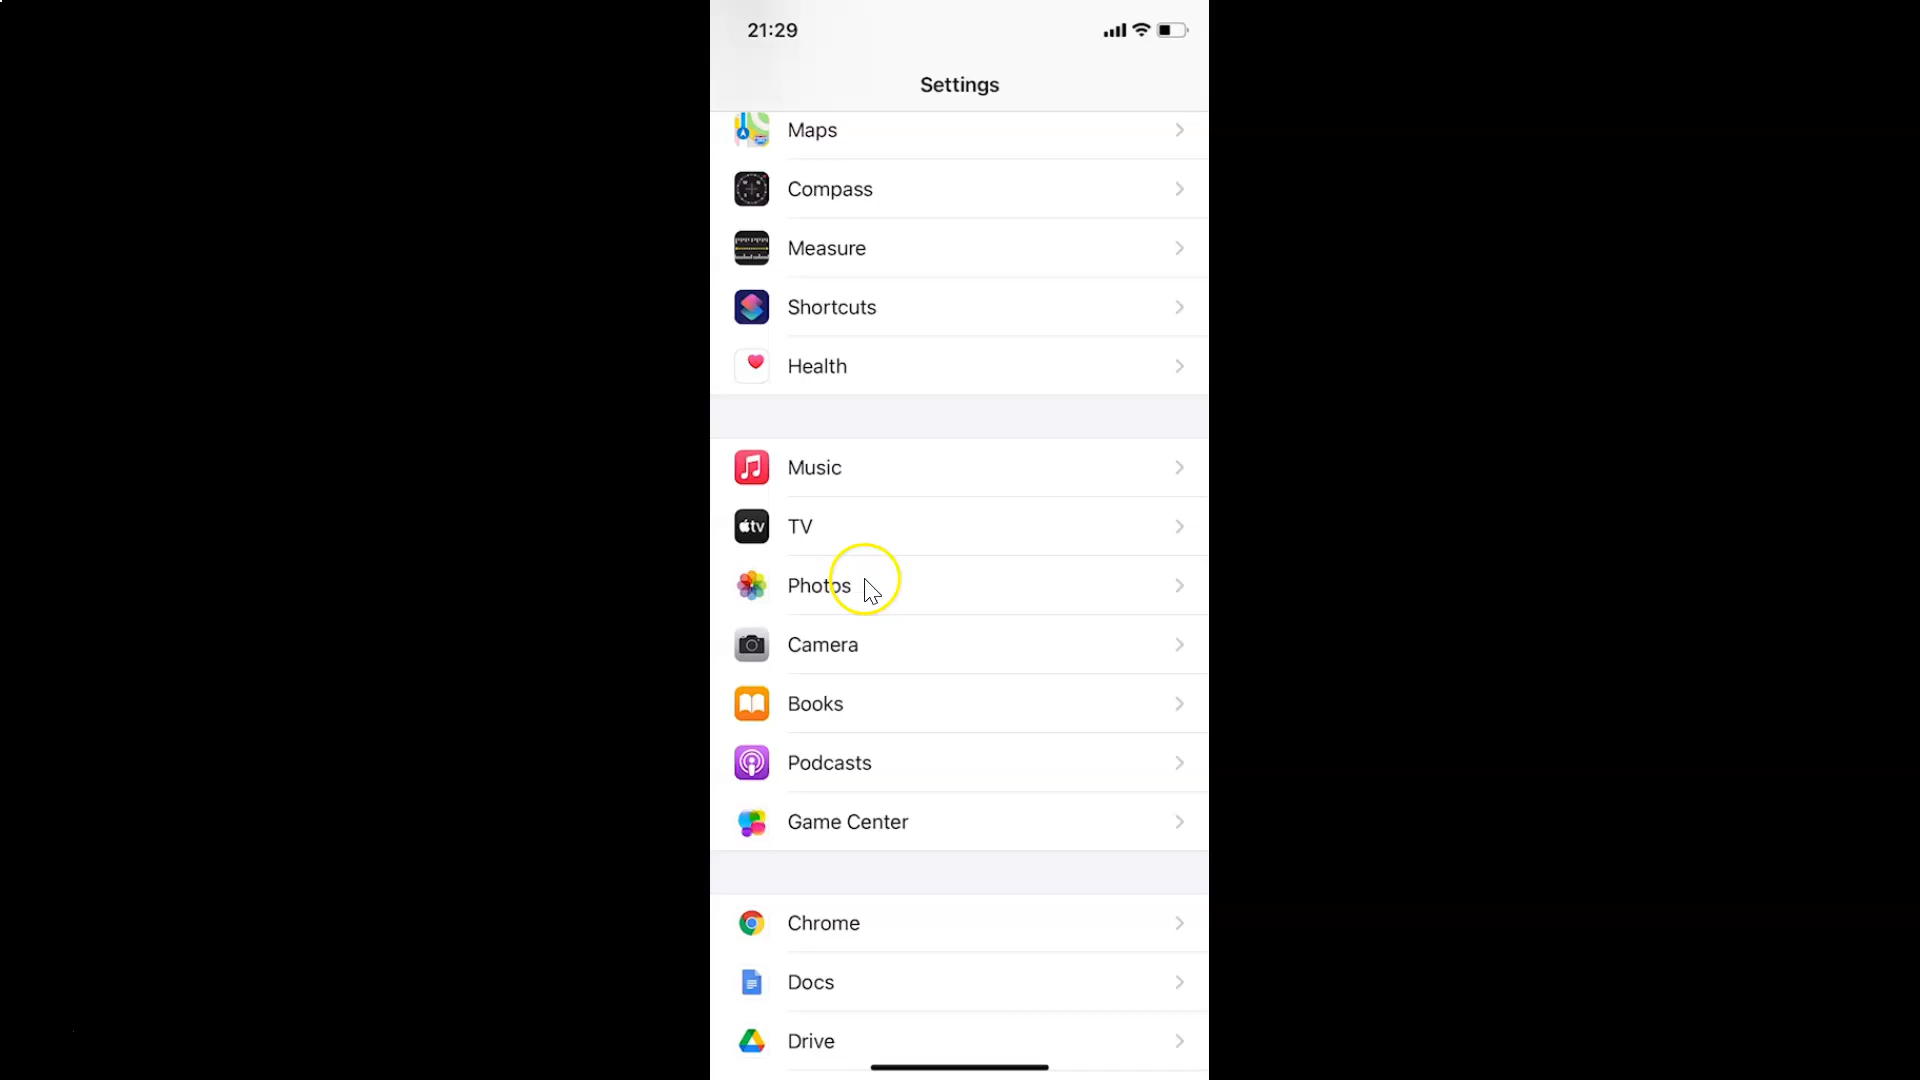 21:29
Settings
Maps
Compass
Measure
Shortcuts
Health
Music
tv TV
Photos
Camera
Books
Podcasts
Game Center
Chrome
Docs
Drive